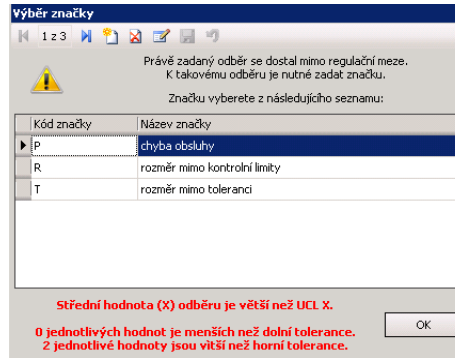 Výběr značky
1 z 3
Právě zadaný odběr se dostal mimo regulační meze.
K takovému odběru je nutné zadat značku.
Značku vyberete z následujícího seznamu:
Kód značky Název značky
P chyba obsluhy
R rozměr mimo kontrolní limity
T rozměr mimo toleranci
Střední hodnota (X) odběru je větší než UCL X.
0 jednotlivých hodnot je menších než dolní tolerance.
2 jednotlivé hodnoty jsou vìtší než horní tolerance.
OK